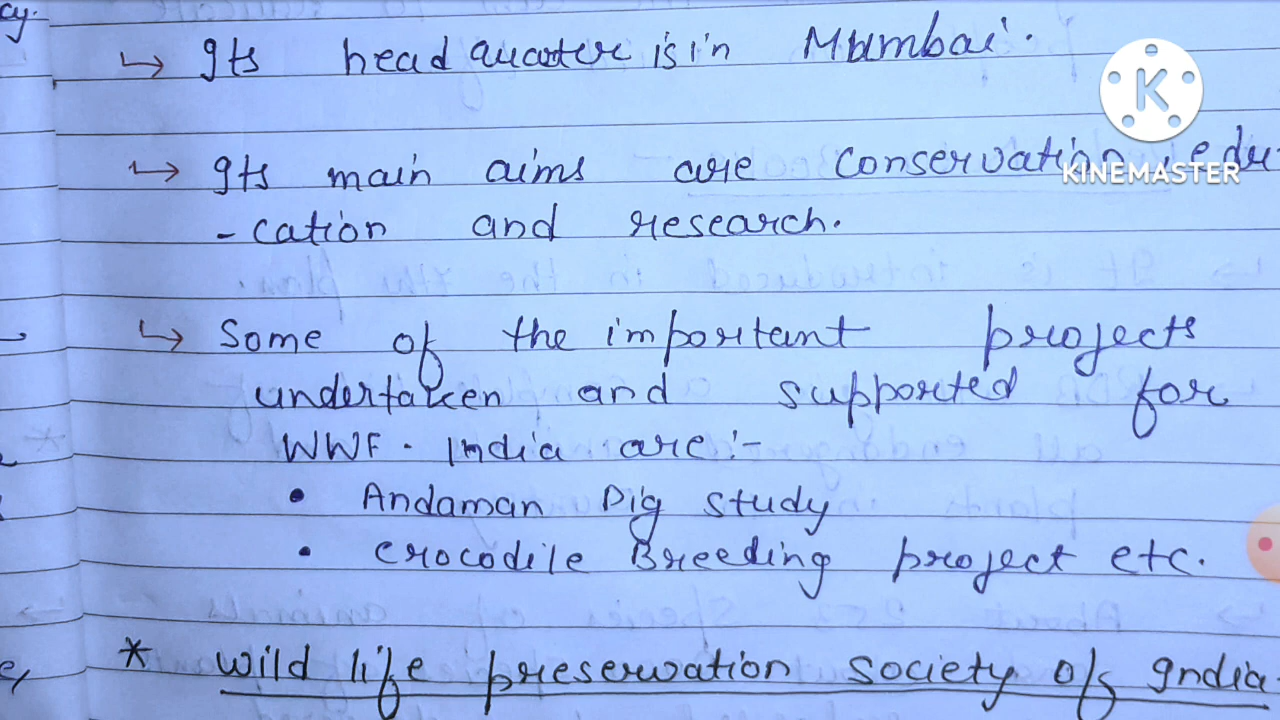 cy.
↳ Its head quarter is in Mumbai.
↳ Its main aims are conservation, edu-
-cation and research.
↳ Some of the important projects
undertaken and supported for
WWF - India are:-
• Andaman Pig study
• Crocodile Breeding project etc.
* Wild life preservation society of India.
K
KINEMASTER